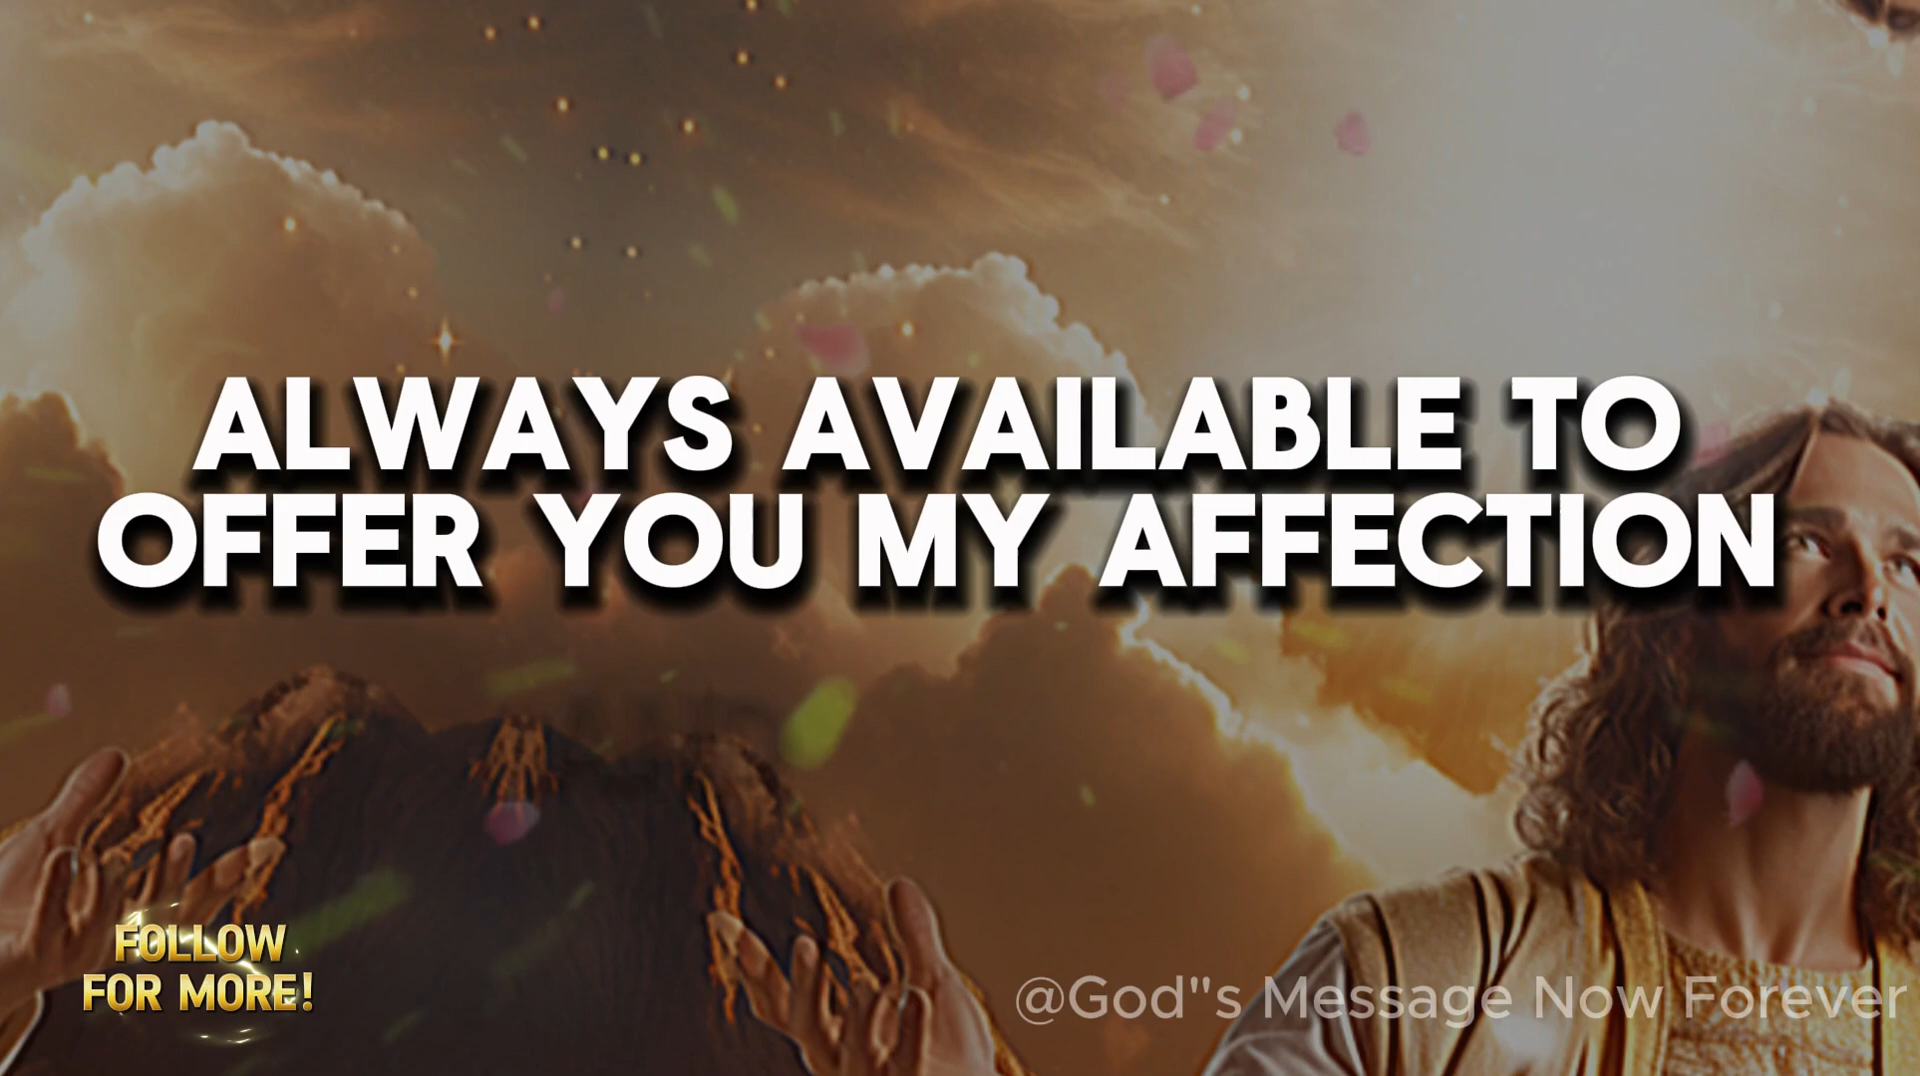 ALWAYS AVAILABLE TO
OFFER YOU MY AFFECTION
FOLLOW
FOR MORE!
@God"s Message Now Forever